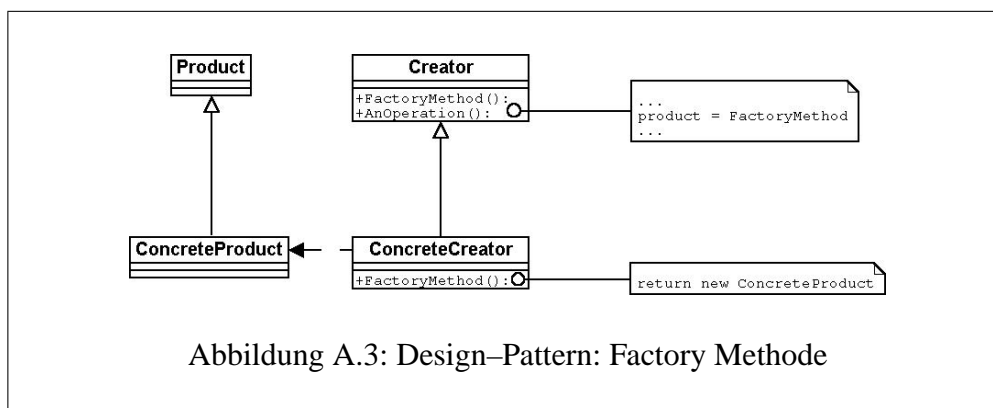 Product
Creator
+FactoryMethod():
+AnOperation():
...
product = FactoryMethod
...
ConcreteProduct
ConcreteCreator
+FactoryMethod():
return new ConcreteProduct
Abbildung A.3: Design–Pattern: Factory Methode